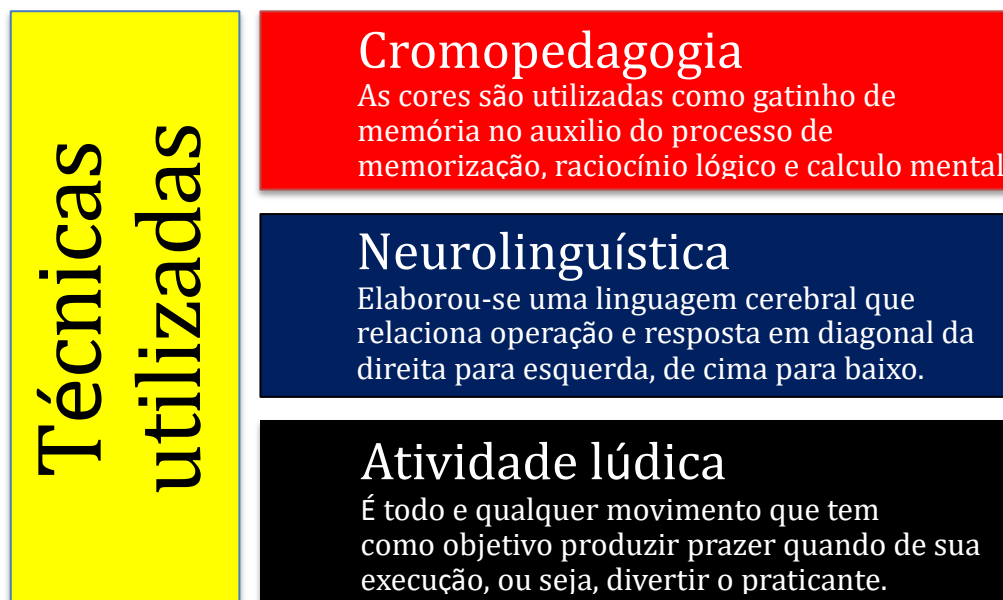 Técnicas
utilizadas
Cromopedagogia
As cores são utilizadas como gatinho de
memória no auxilio do processo de
memorização, raciocínio lógico e calculo mental
Neurolinguística
Elaborou-se uma linguagem cerebral que
relaciona operação e resposta em diagonal da
direita para esquerda, de cima para baixo.
Atividade lúdica
É todo e qualquer movimento que tem
como objetivo produzir prazer quando de sua
execução, ou seja, divertir o praticante.